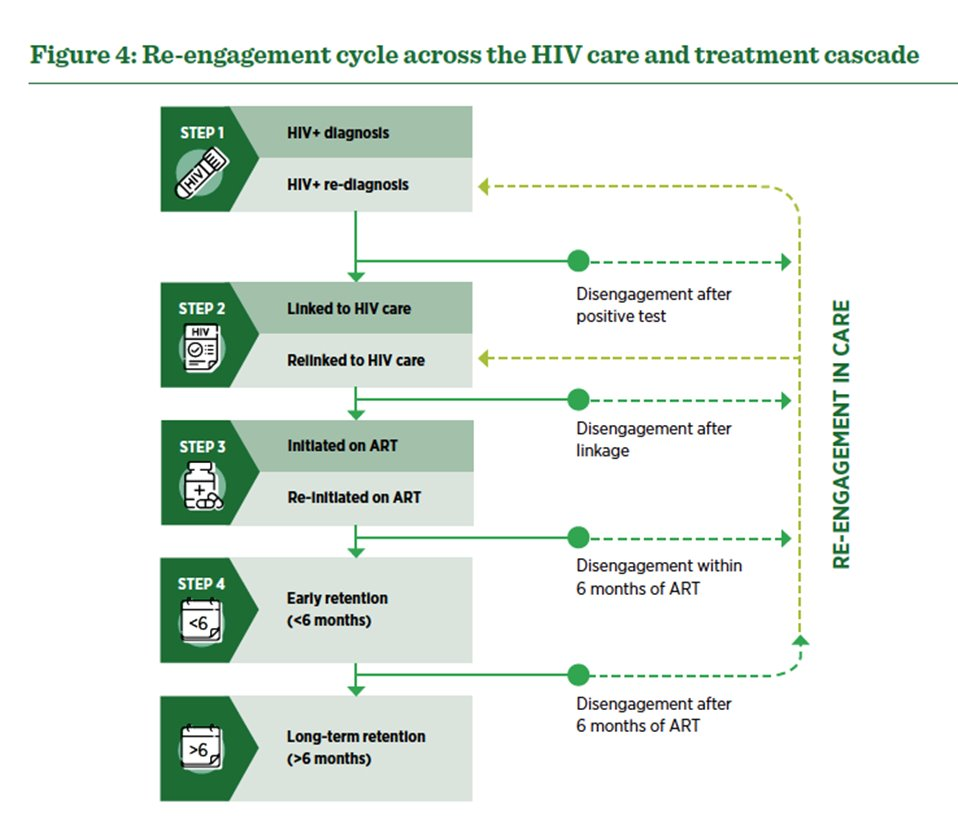 Figure 4: Re-engagement cycle across the HIV care and treatment cascade
STEP 1
HIV
HIV+ diagnosis
HIV+ re-diagnosis
Disengagement after
positive test
STEP 2
HIV
Linked to HIV care
Relinked to HIV care
Disengagement after
linkage
STEP 3
Initiated on ART
Re-initiated on ART
Disengagement within
6 months of ART
STEP 4
<6
Early retention
(<6 months)
Disengagement after
6 months of ART
>6
Long-term retention
(>6 months)
RE-ENGAGEMENT IN CARE